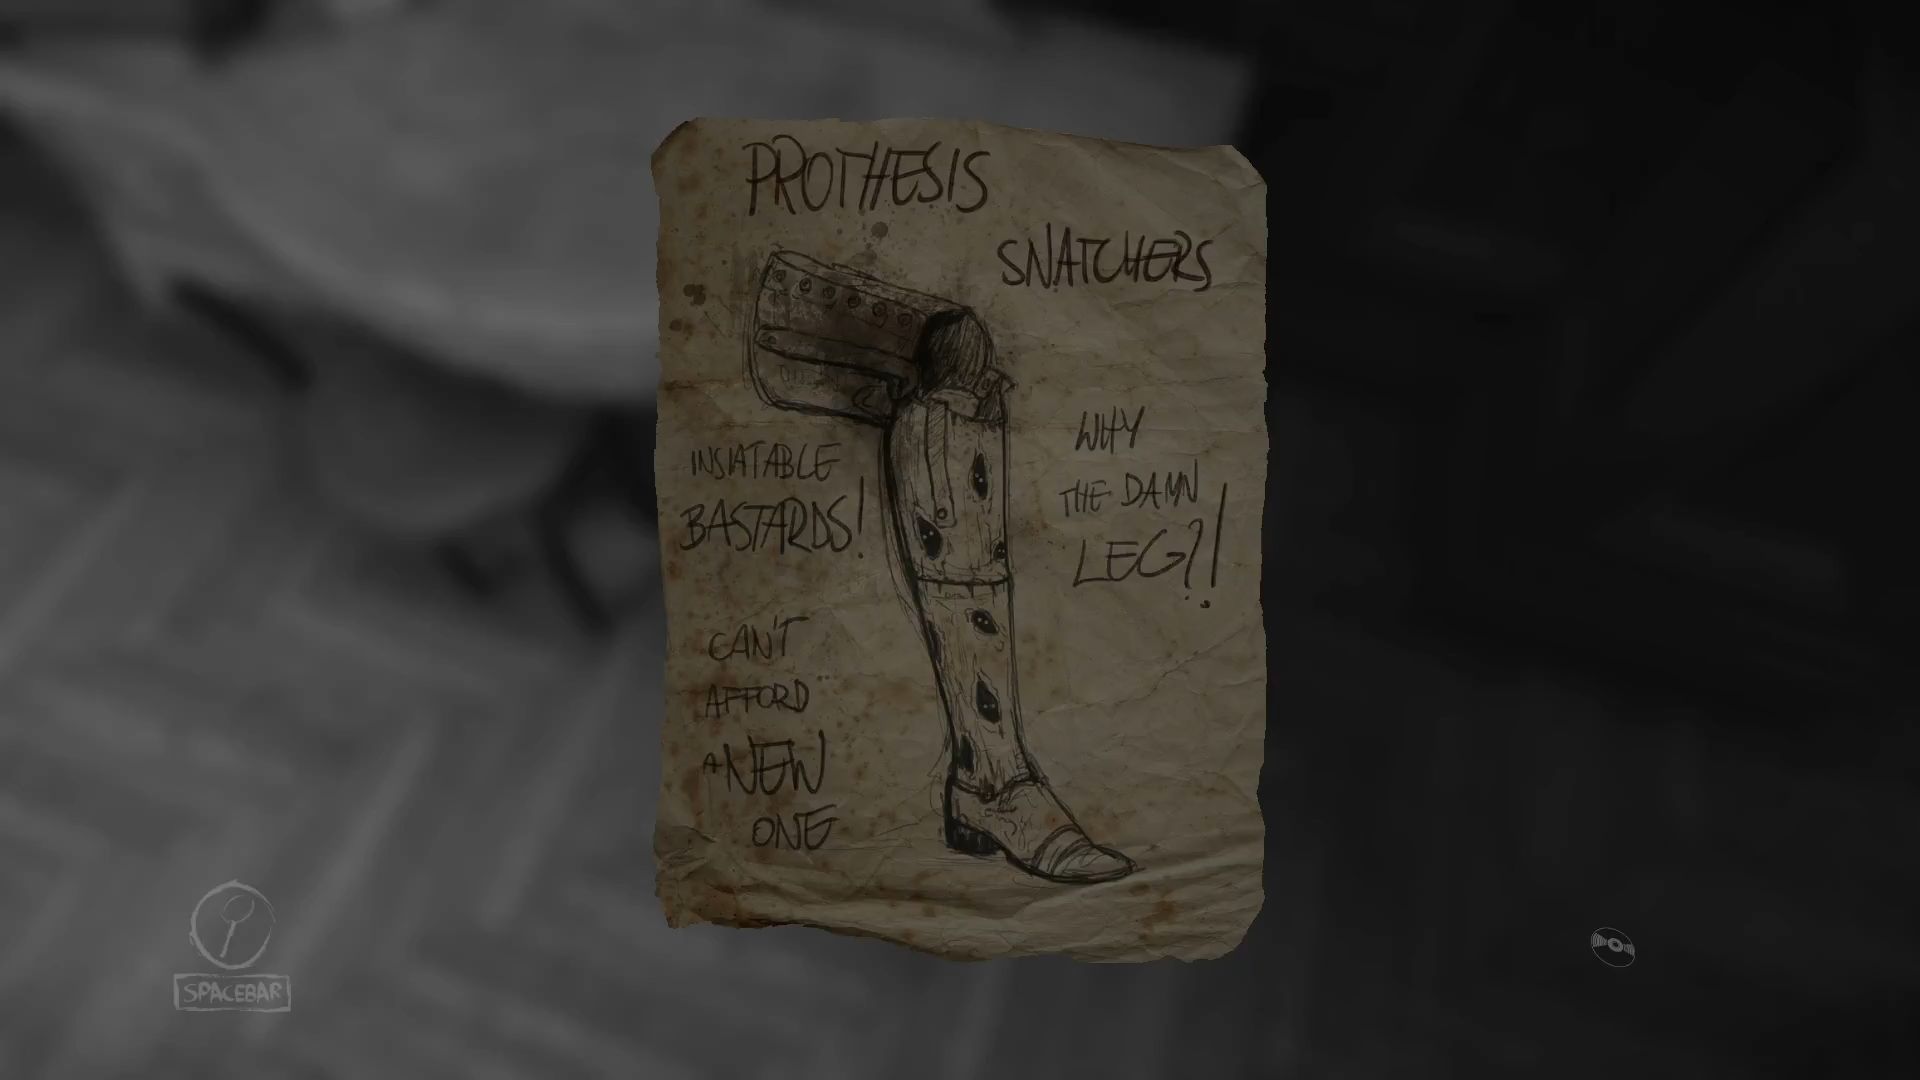 PROTHESIS
SNATCHERS
INSIATABLE
BASTARDS!
WHY
THE DAMN
LEG?!
CAN'T
AFFORD
A NEW
ONE
SPACEBAR